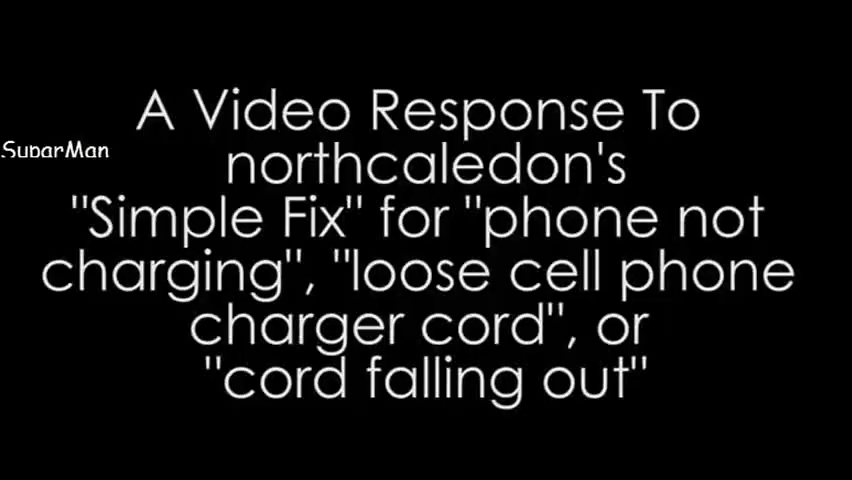 A Video Response To
SubarMan
northcaledon's
"Simple Fix" for "phone not
charging", "loose cell phone
charger cord", or
"cord falling out"